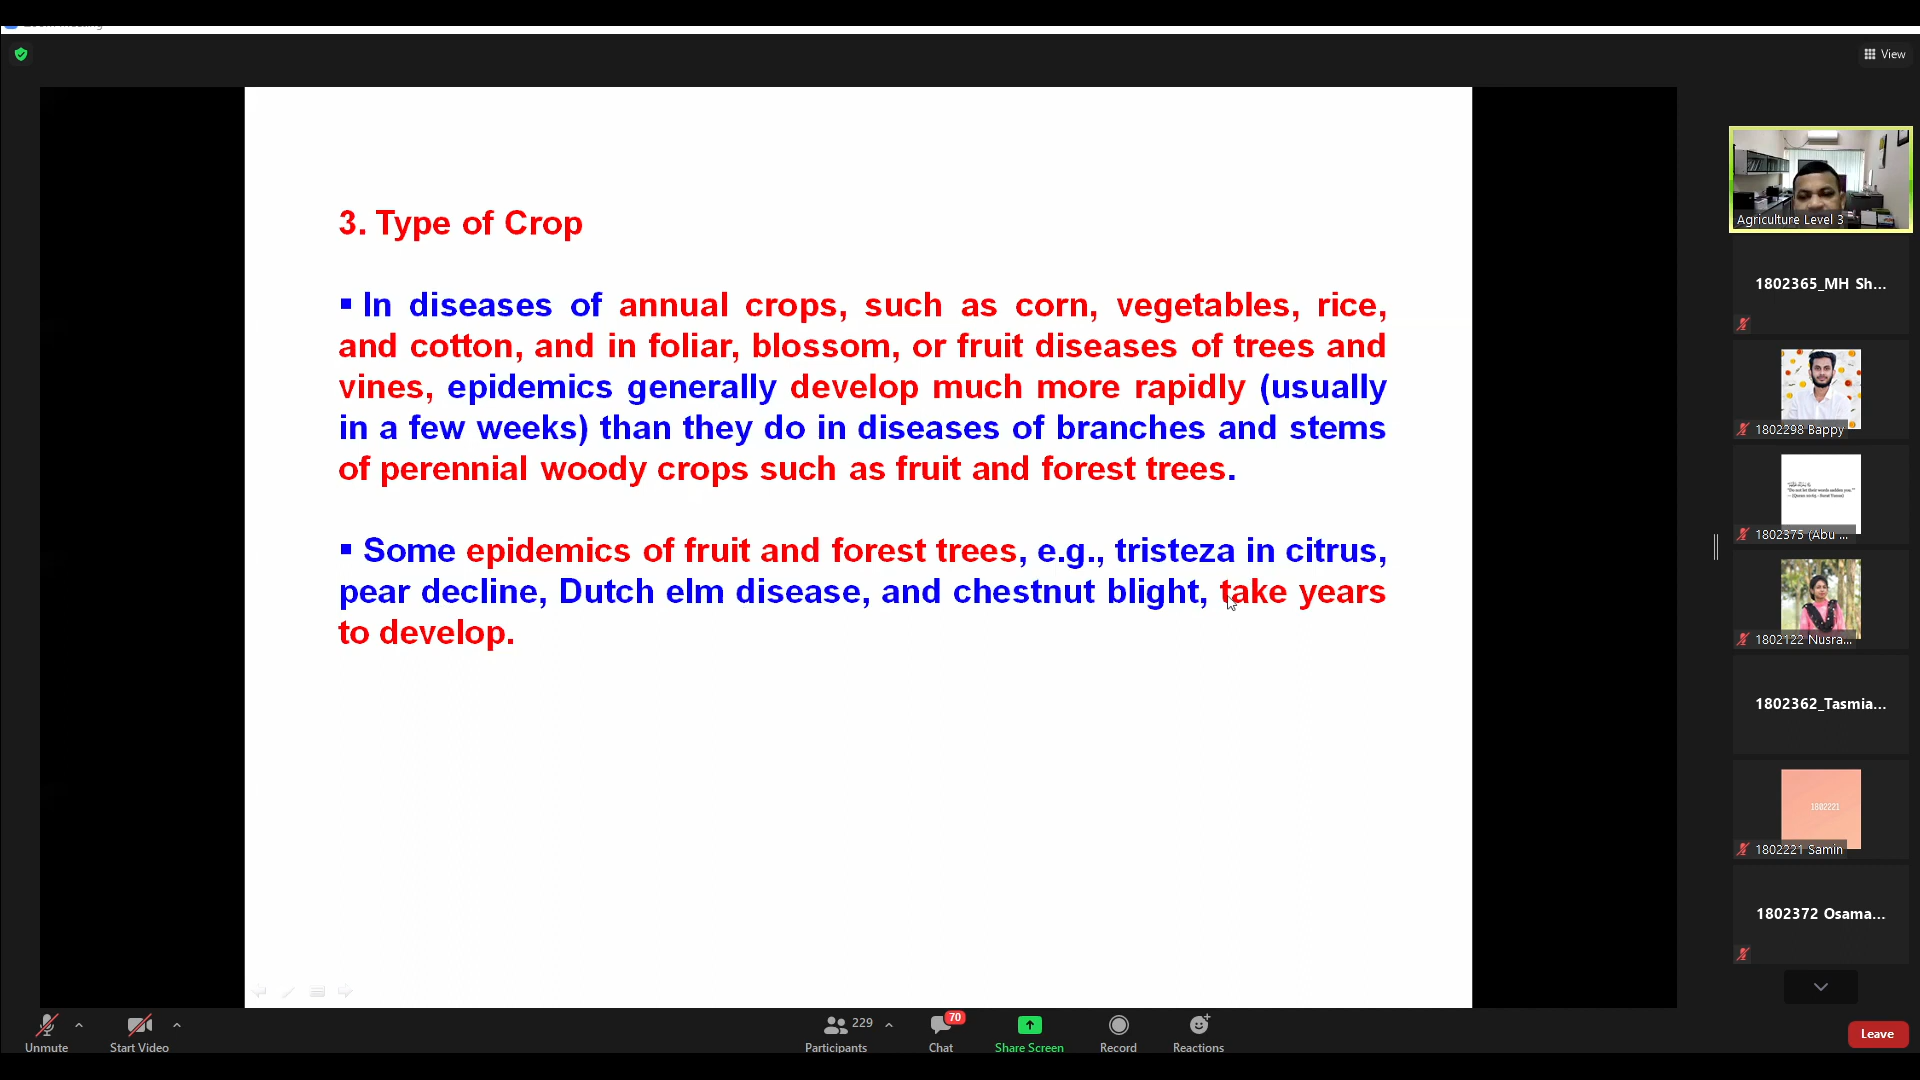 View
3. Type of Crop
▪ In diseases of annual crops, such as corn, vegetables, rice,
and cotton, and in foliar, blossom, or fruit diseases of trees and
vines, epidemics generally develop much more rapidly (usually
in a few weeks) than they do in diseases of branches and stems
of perennial woody crops such as fruit and forest trees.
▪ Some epidemics of fruit and forest trees, e.g., tristeza in citrus,
pear decline, Dutch elm disease, and chestnut blight, take years
to develop.
Agriculture Level 3
1802365_MH Sh...
1802298 Bappy
1802375 (Abu ...
1802122 Nusra...
1802362_Tasmia...
1802221
1802221 Samin
1802372 Osama...
Unmute
Start Video
229
Participants
70
Chat
Share Screen
Record
Reactions
Leave